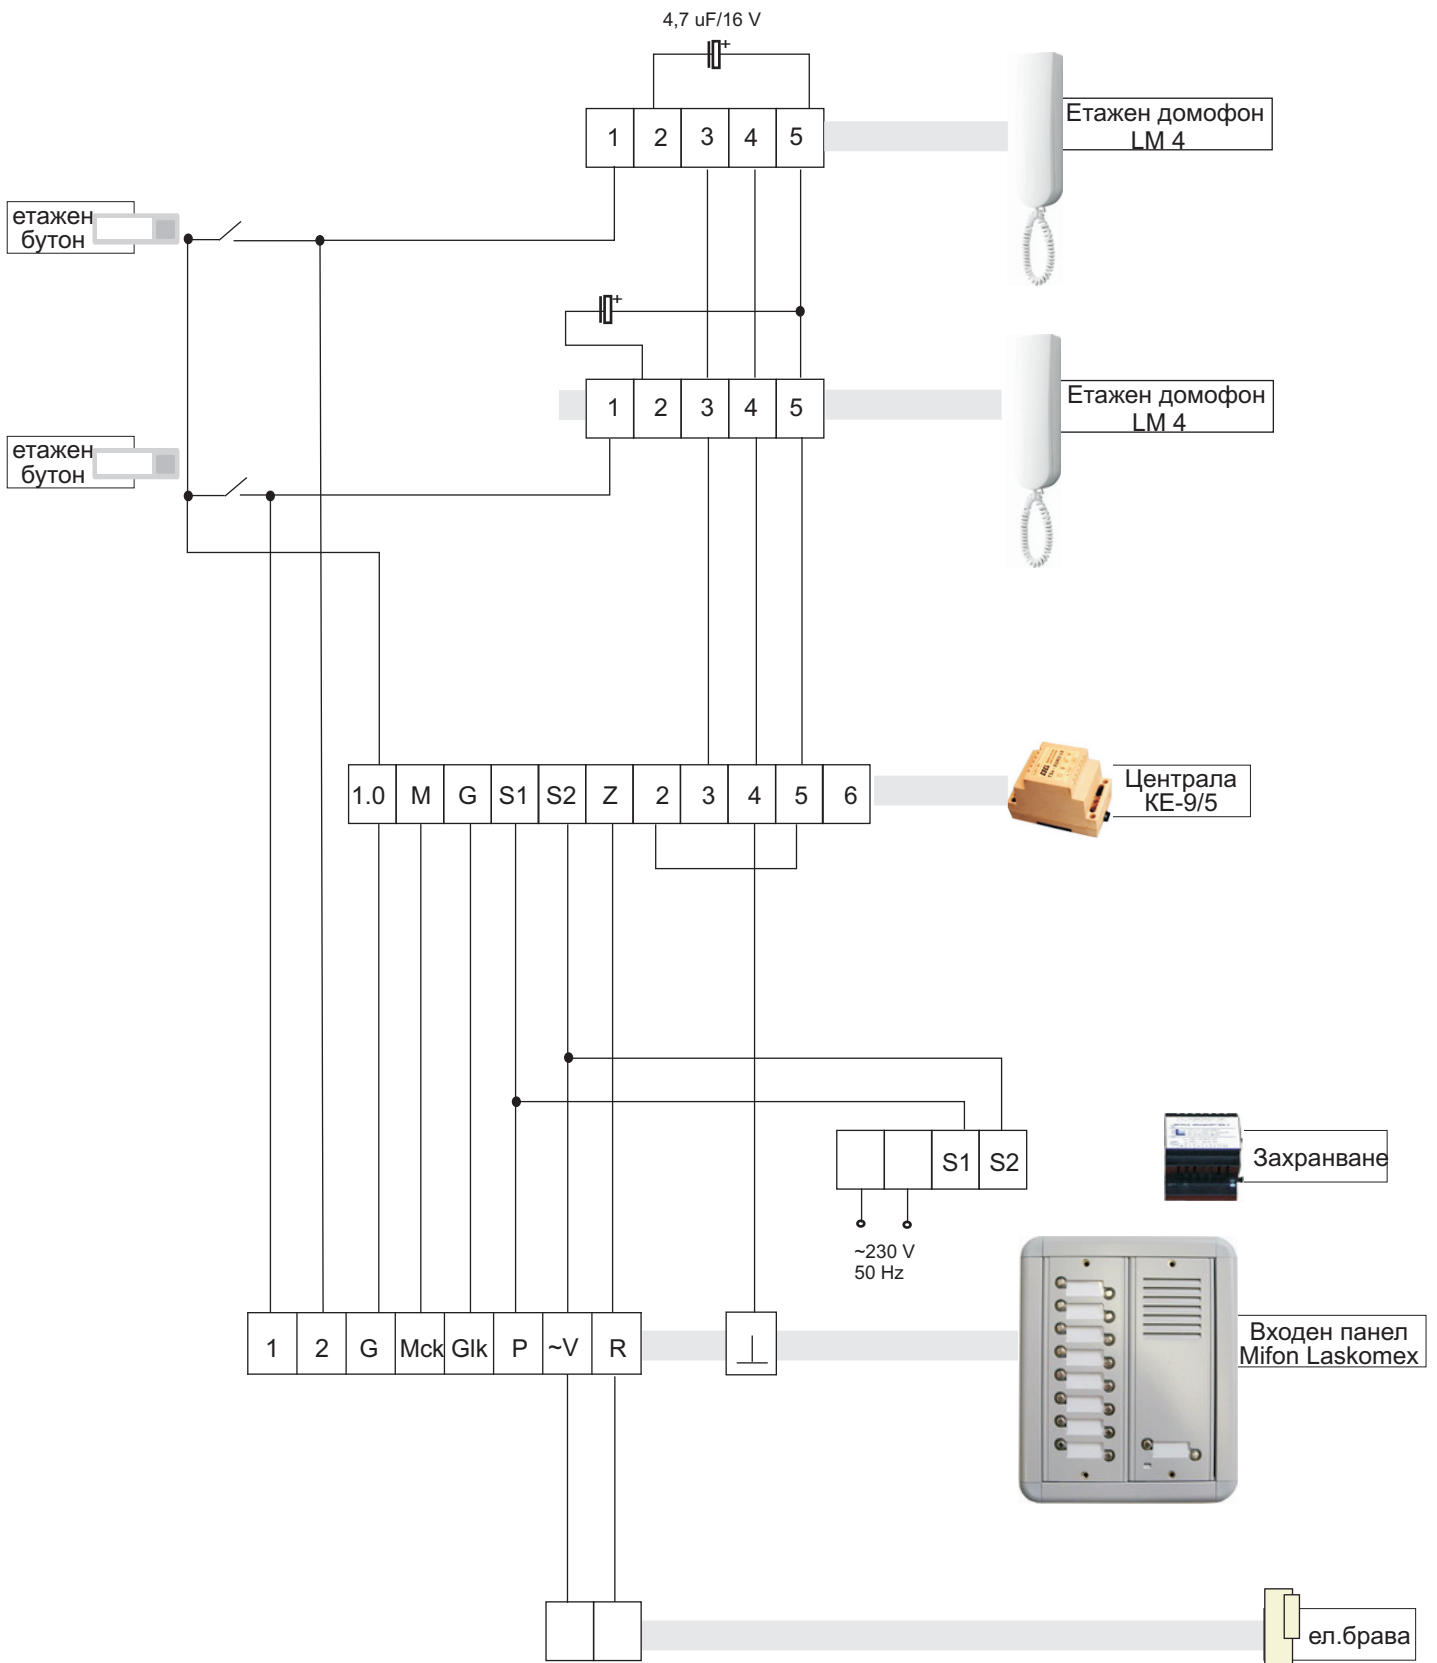 4,7 uF/16 V
+
1 2 3 4 5
Етажен домофон
LM 4
етажен
бутон
+
1 2 3 4 5
Етажен домофон
LM 4
етажен
бутон
1.0 M G S1 S2 Z 2 3 4 5 6
Централа
КЕ-9/5
S1 S2
Захранване
~230 V
50 Hz
1 2 G Mck Glk P ~V R
Входен панел
Mifon Laskomex
ел.брава